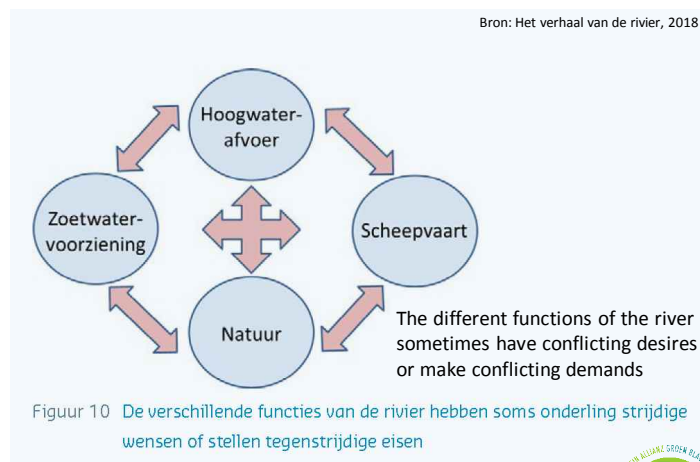 Bron: Het verhaal van de rivier, 2018
Hoogwater-
afvoer
Zoetwater-
voorziening
Scheepvaart
Natuur
The different functions of the river
sometimes have conflicting desires
or make conflicting demands
Figuur 10 De verschillende functies van de rivier hebben soms onderling strijdige
wensen of stellen tegenstrijdige eisen
ALLIANZ GROEN